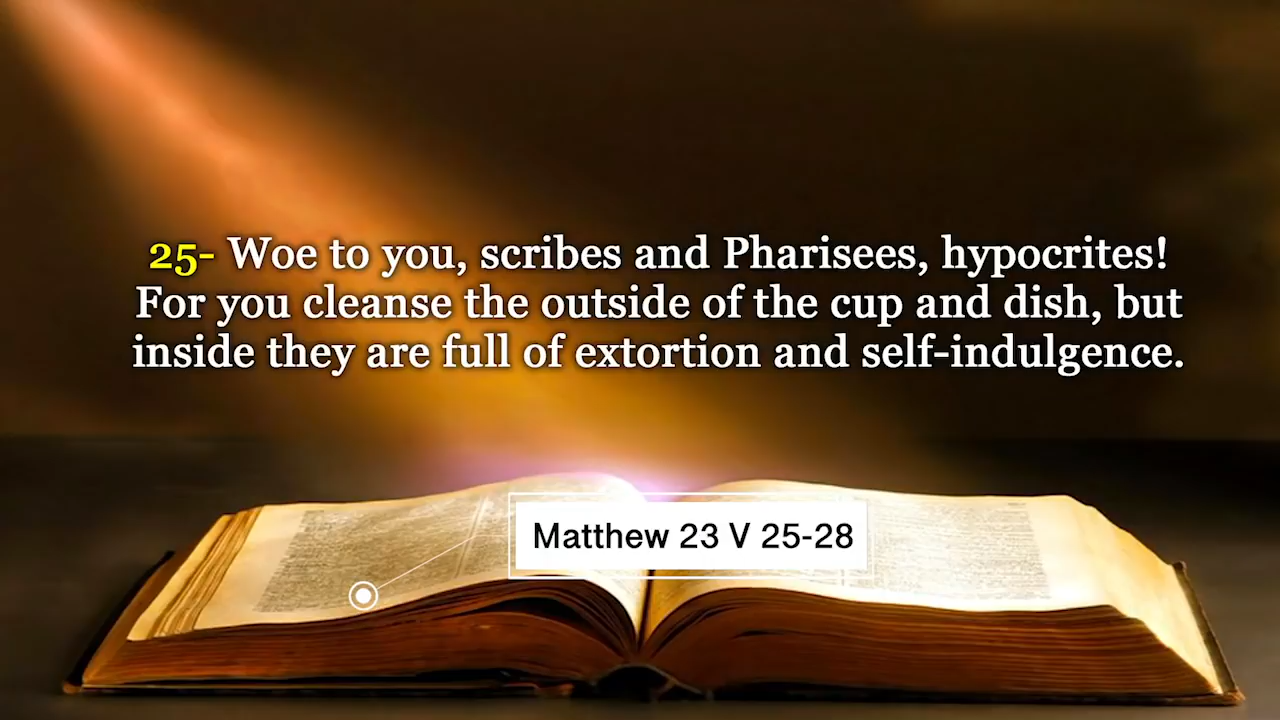 25- Woe to you, scribes and Pharisees, hypocrites!
For you cleanse the outside of the cup and dish, but
inside they are full of extortion and self-indulgence.
Matthew 23 V 25-28